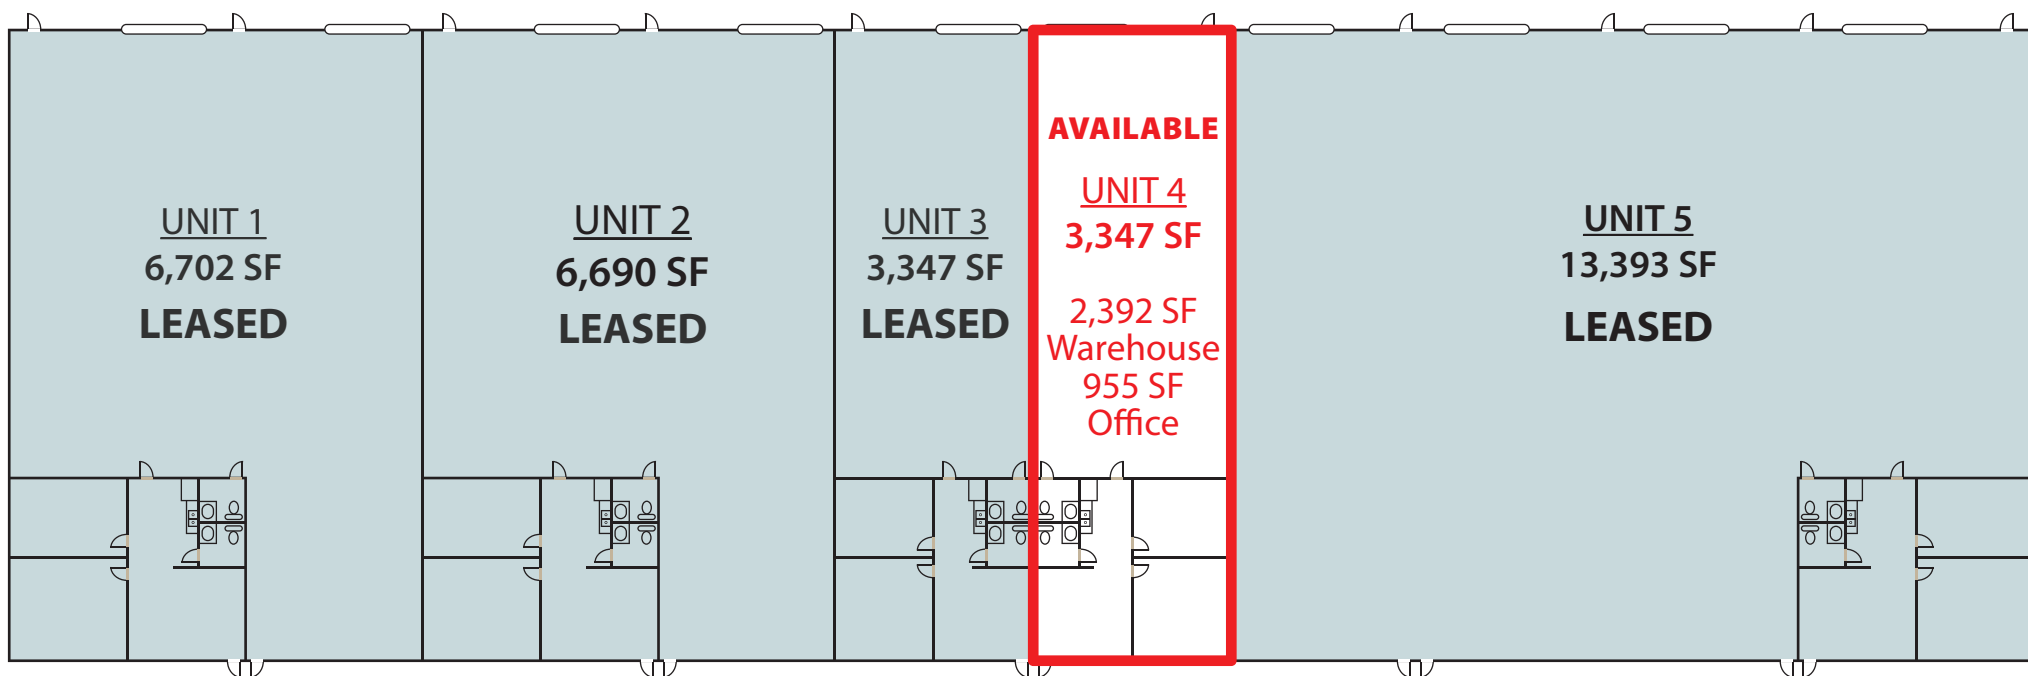 UNIT 1
6,702 SF
LEASED
UNIT 2
6,690 SF
LEASED
UNIT 3
3,347 SF
LEASED
AVAILABLE
UNIT 4
3,347 SF
2,392 SF
Warehouse
955 SF
Office
UNIT 5
13,393 SF
LEASED